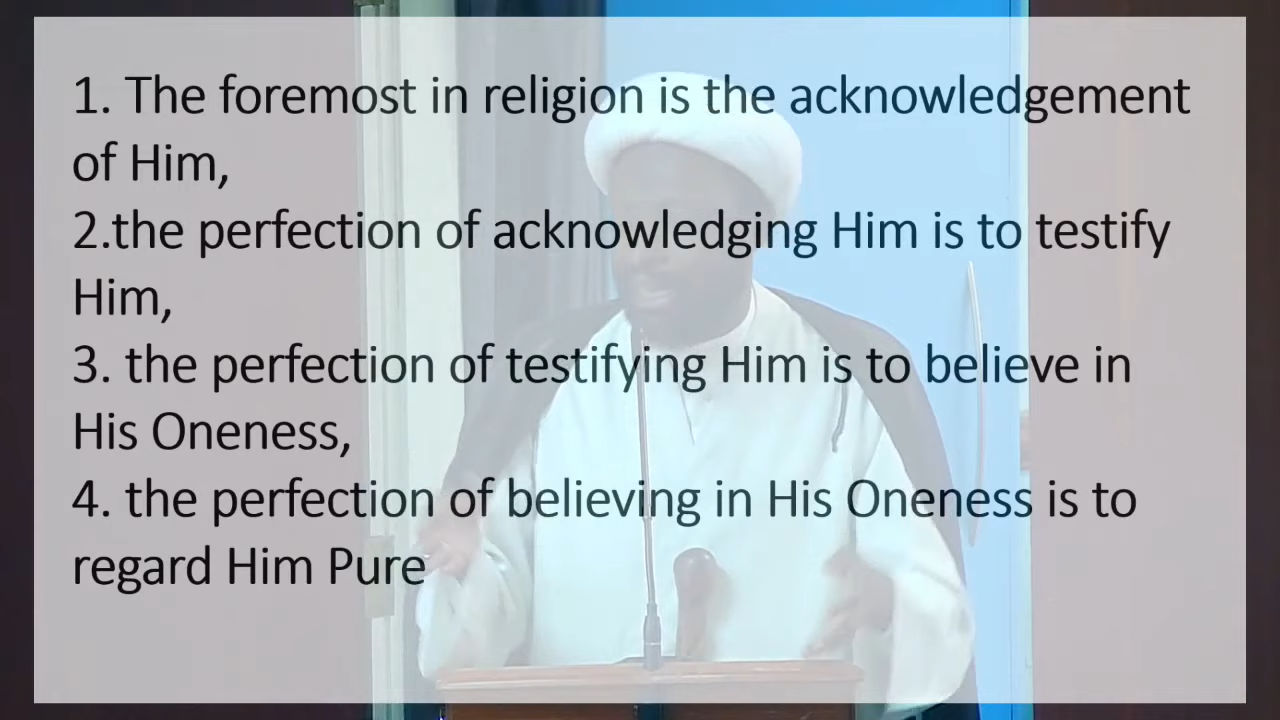 1. The foremost in religion is the acknowledgement
of Him,
2.the perfection of acknowledging Him is to testify
Him,
3. the perfection of testifying Him is to believe in
His Oneness,
4. the perfection of believing in His Oneness is to
regard Him Pure